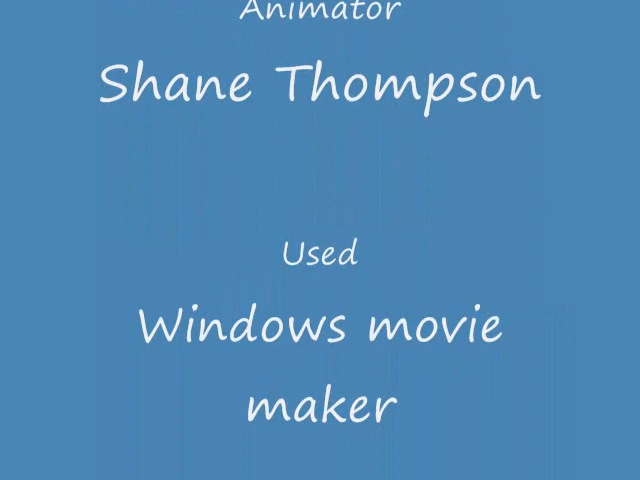 Animator
Shane Thompson
Used
Windows movie
maker